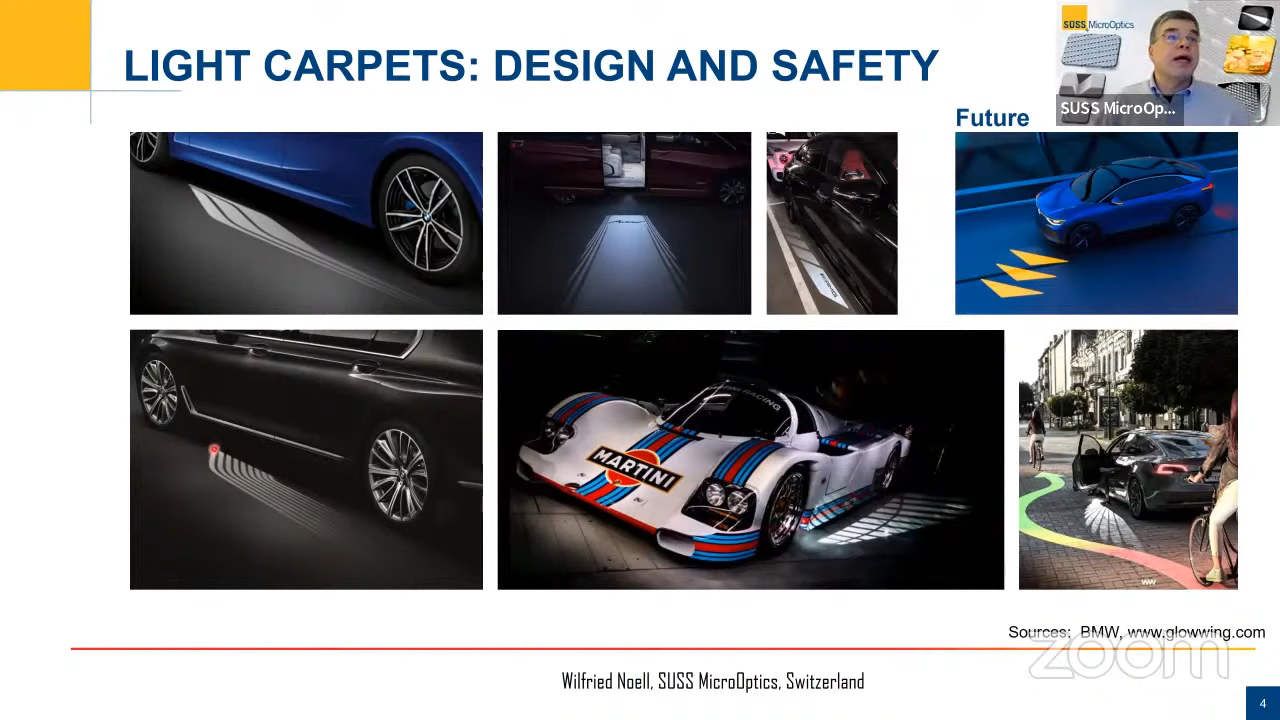 LIGHT CARPETS: DESIGN AND SAFETY
SUSS MicroOptics
SUSS MicroOp...
Future
MARTINI RACING
MARTINI
Sources: BMW, www.glowwing.com
zoom
Wilfried Noell, SUSS MicroOptics, Switzerland
4